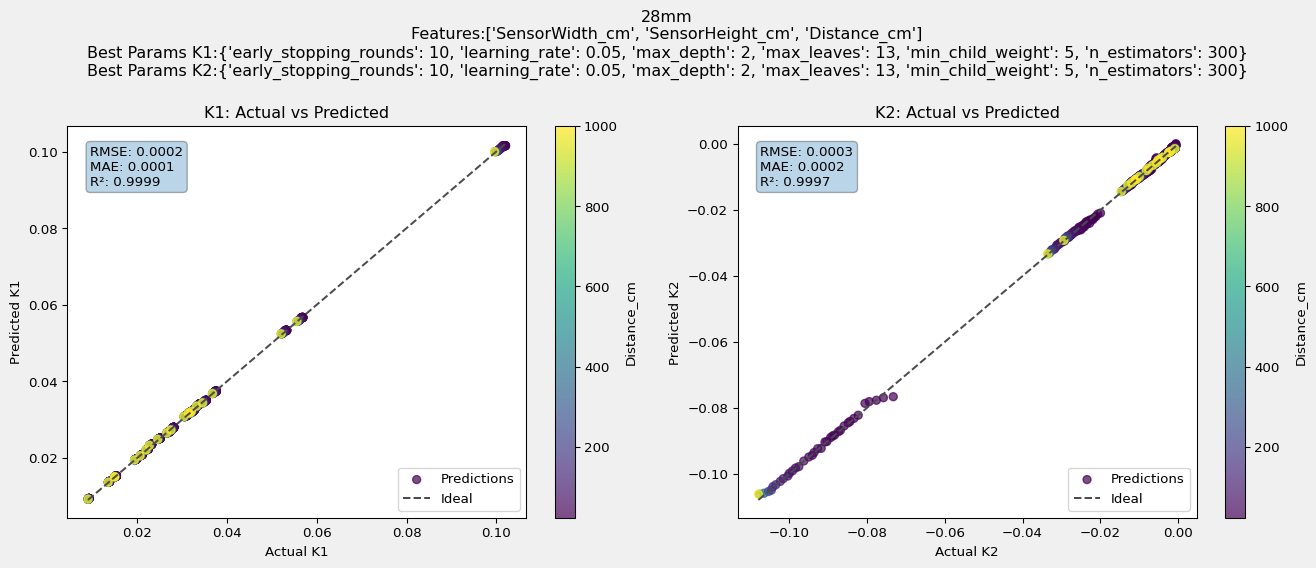 28mm
Features:['SensorWidth_cm', 'SensorHeight_cm', 'Distance_cm']
Best Params K1:{'early_stopping_rounds': 10, 'learning_rate': 0.05, 'max_depth': 2, 'max_leaves': 13, 'min_child_weight': 5, 'n_estimators': 300}
Best Params K2:{'early_stopping_rounds': 10, 'learning_rate': 0.05, 'max_depth': 2, 'max_leaves': 13, 'min_child_weight': 5, 'n_estimators': 300}
K1: Actual vs Predicted
RMSE: 0.0002
MAE: 0.0001
R²: 0.9999
0.10
0.08
0.06
0.04
0.02
Predicted K1
0.02
0.04
0.06
0.08
0.10
Actual K1
Predictions
Ideal
1000
800
600
400
200
Distance_cm
K2: Actual vs Predicted
RMSE: 0.0003
MAE: 0.0002
R²: 0.9997
0.00
−0.02
−0.04
−0.06
−0.08
−0.10
Predicted K2
−0.10
−0.08
−0.06
−0.04
−0.02
0.00
Actual K2
Predictions
Ideal
1000
800
600
400
200
Distance_cm